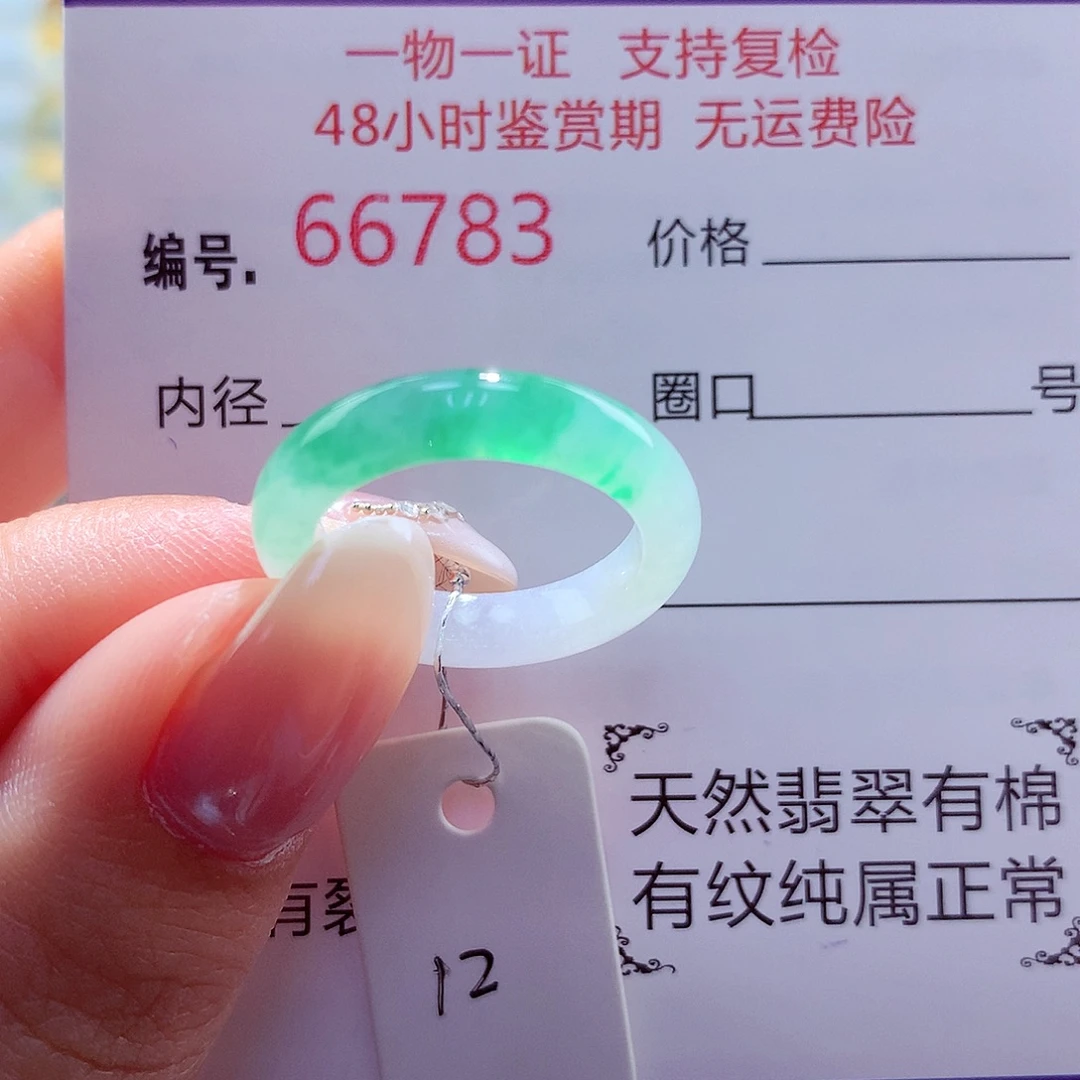 一物一证 支持复检
48小时鉴赏期 无运费险
编号. 66783 价格
内径 圈口 号
天然翡翠有棉
有纹纯属正常
有裂
12